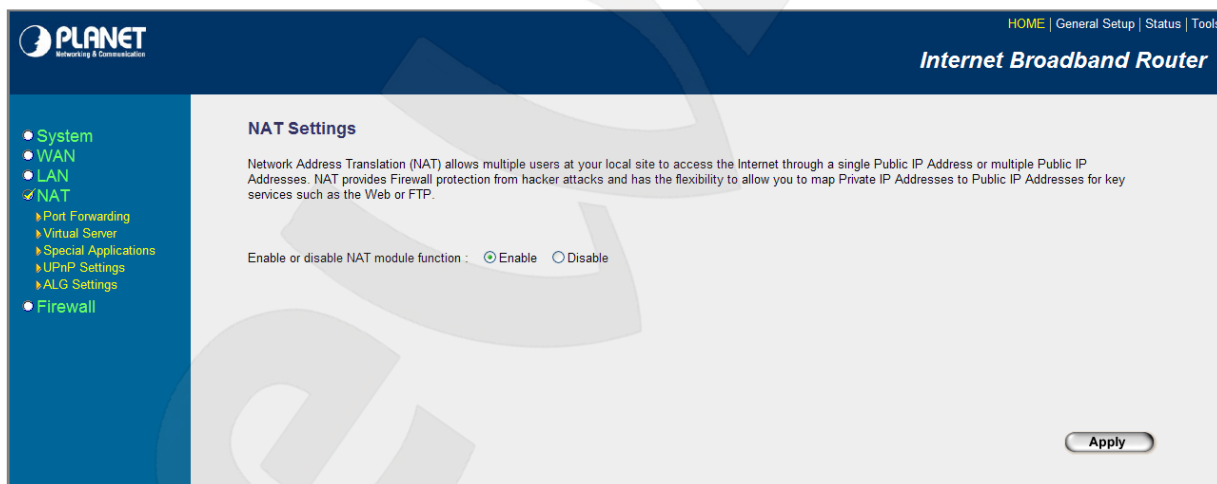 PLANET
Networking & Communication
HOME | General Setup | Status | Tools
Internet Broadband Router
System
WAN
LAN
NAT
Port Forwarding
Virtual Server
Special Applications
UPnP Settings
ALG Settings
Firewall
NAT Settings
Network Address Translation (NAT) allows multiple users at your local site to access the Internet through a single Public IP Address or multiple Public IP
Addresses. NAT provides Firewall protection from hacker attacks and has the flexibility to allow you to map Private IP Addresses to Public IP Addresses for key
services such as the Web or FTP.
Enable or disable NAT module function : Enable Disable
Apply